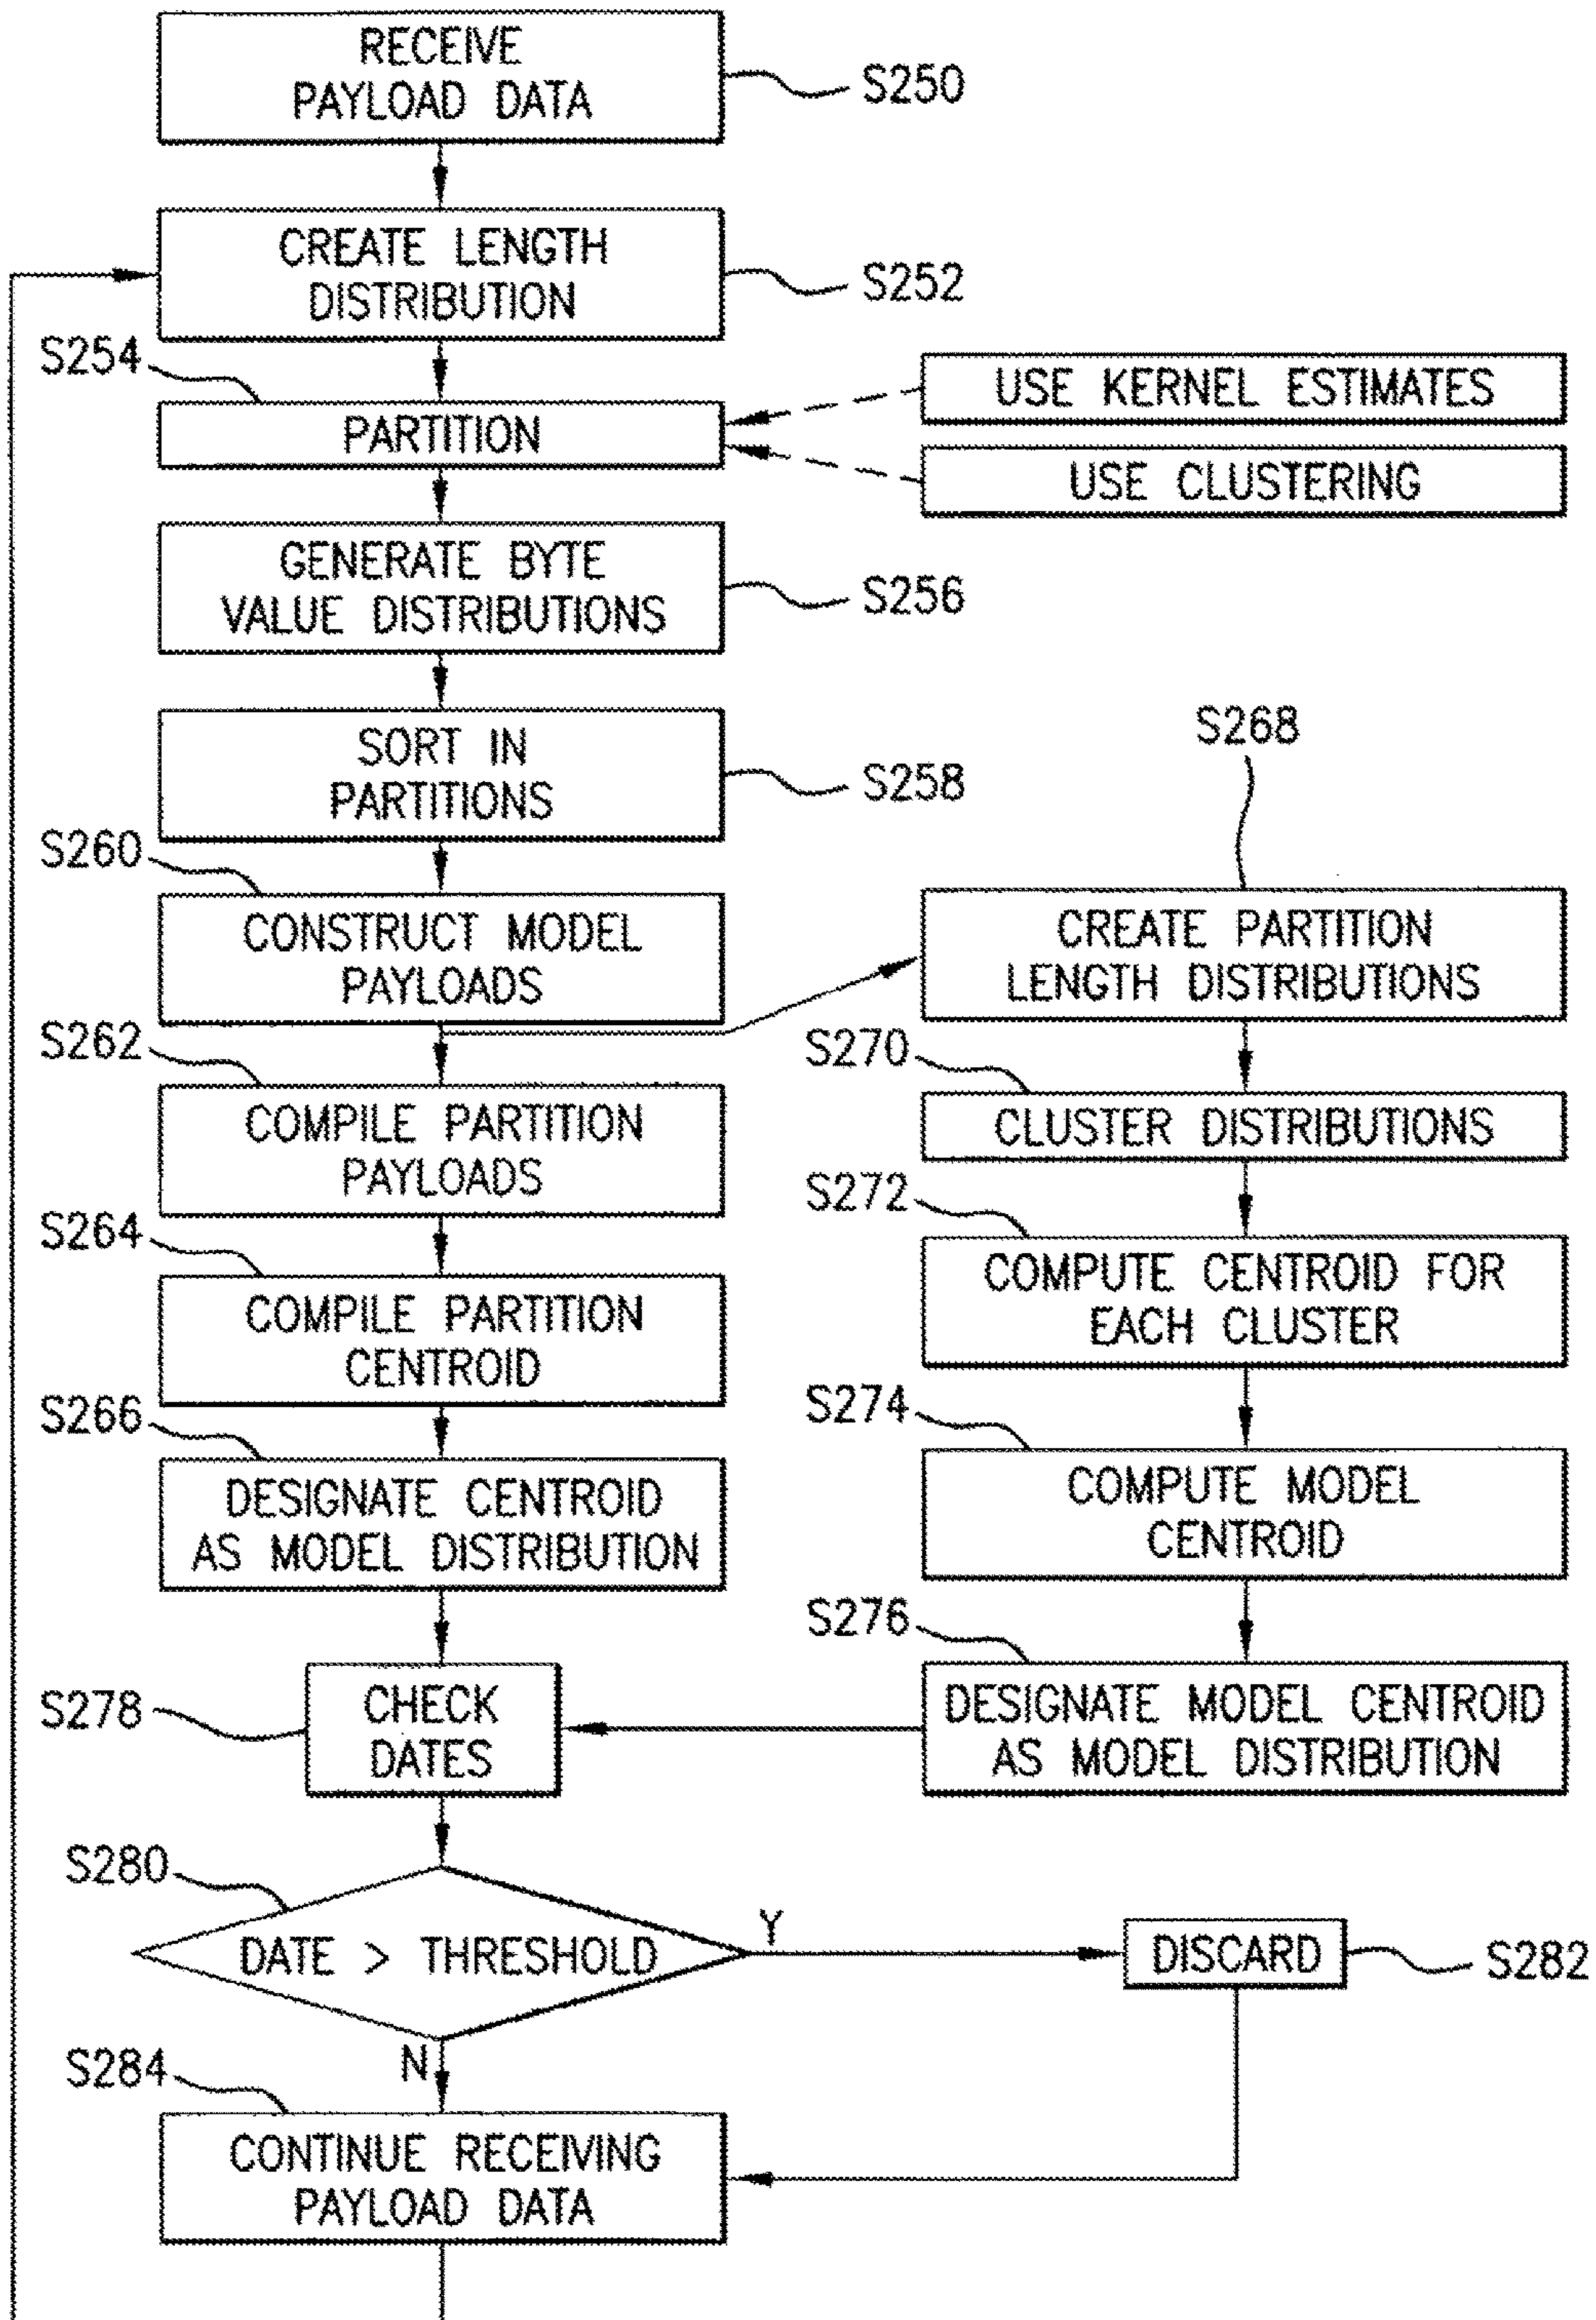 RECEIVE
PAYLOAD DATA
S250
CREATE LENGTH
DISTRIBUTION
S252
S254
PARTITION
USE KERNEL ESTIMATES
USE CLUSTERING
GENERATE BYTE
VALUE DISTRIBUTIONS
S256
SORT IN
PARTITIONS
S258
S260
CONSTRUCT MODEL
PAYLOADS
S268
CREATE PARTITION
LENGTH DISTRIBUTIONS
S262
COMPILE PARTITION
PAYLOADS
S270
CLUSTER DISTRIBUTIONS
S264
COMPILE PARTITION
CENTROID
S272
COMPUTE CENTROID FOR
EACH CLUSTER
S266
DESIGNATE CENTROID
AS MODEL DISTRIBUTION
S274
COMPUTE MODEL
CENTROID
S276
DESIGNATE MODEL CENTROID
AS MODEL DISTRIBUTION
S278
CHECK
DATES
S280
DATE > THRESHOLD
Y
DISCARD
S282
N
S284
CONTINUE RECEIVING
PAYLOAD DATA